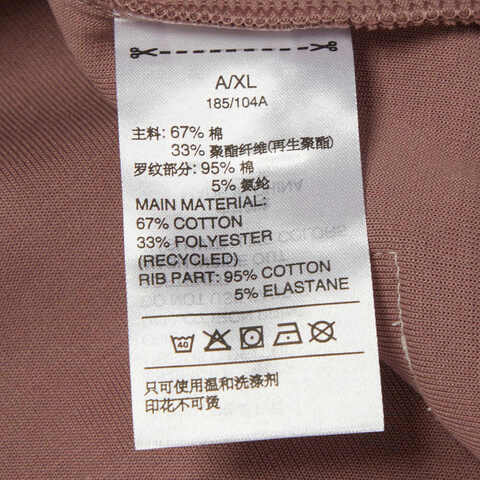 A/XL
185/104A
主料: 67% 棉
33% 聚酯纤维(再生聚酯)
罗纹部分: 95% 棉
5% 氨纶
MAIN MATERIAL:
67% COTTON
33% POLYESTER
(RECYCLED)
RIB PART: 95% COTTON
5% ELASTANE
40
只可使用温和洗涤剂
印花不可烫